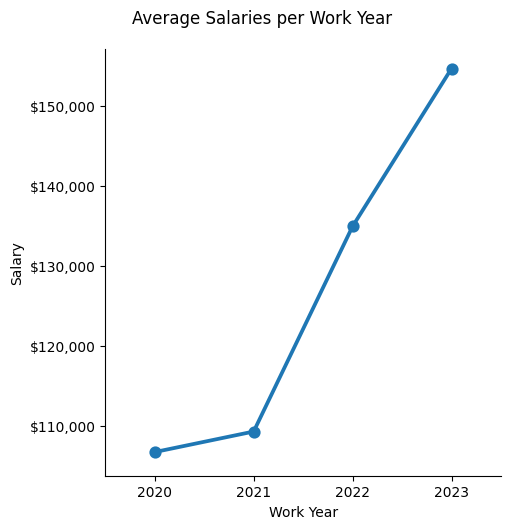 Average Salaries per Work Year
$150,000
$140,000
$130,000
$120,000
$110,000
Salary
2020 2021 2022 2023
Work Year